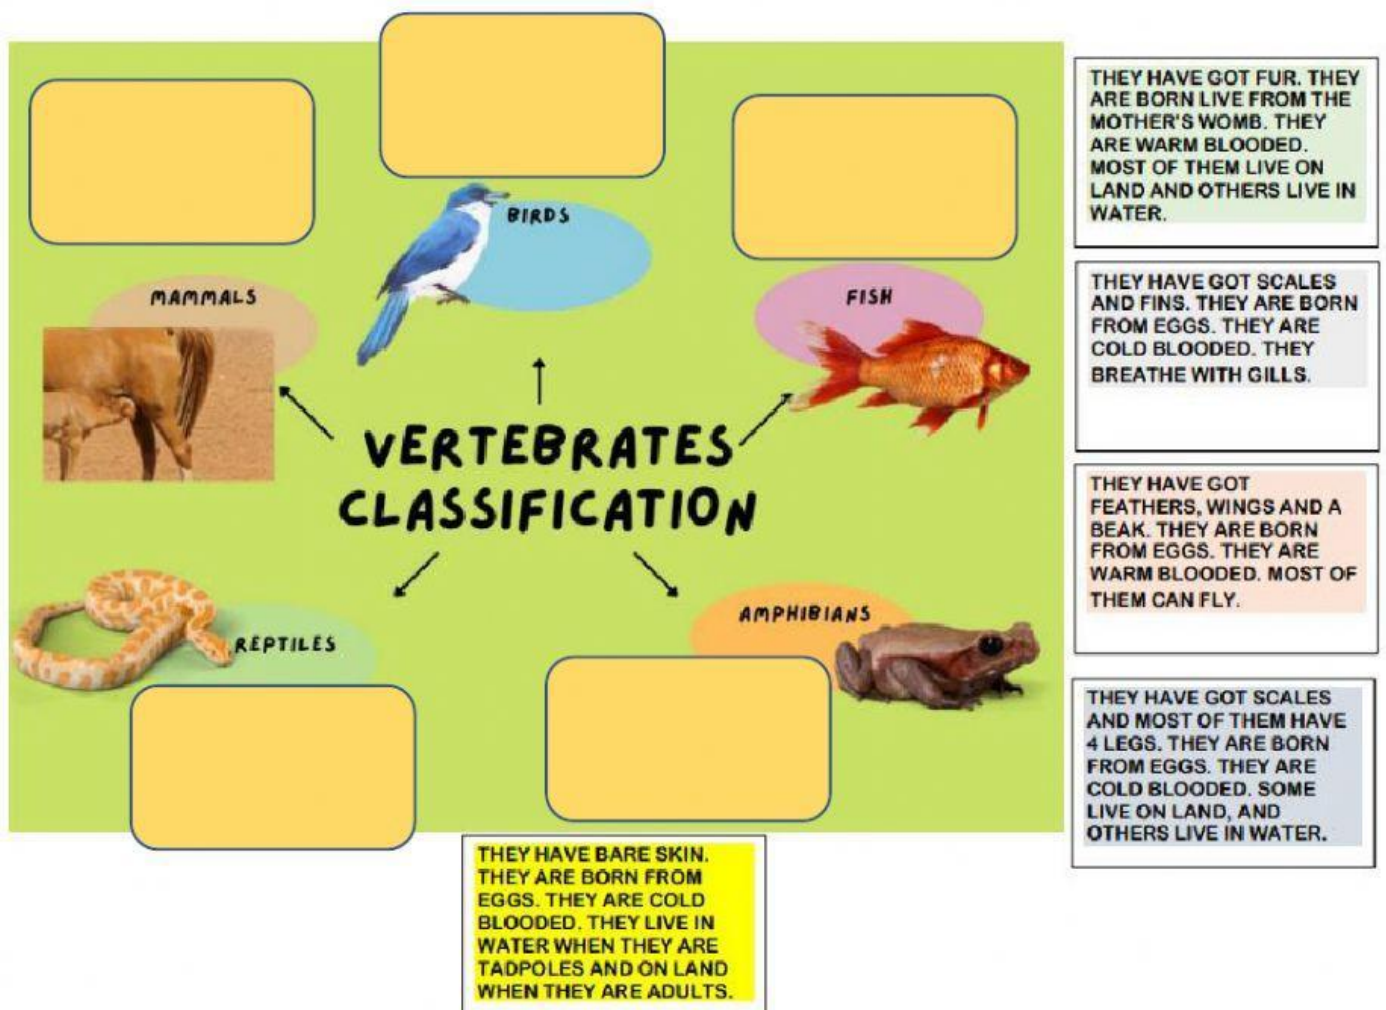 BIRDS
MAMMALS
FISH
VERTEBRATES
CLASSIFICATION
REPTILES
AMPHIBIANS
THEY HAVE GOT FUR. THEY
ARE BORN LIVE FROM THE
MOTHER'S WOMB. THEY
ARE WARM BLOODED.
MOST OF THEM LIVE ON
LAND AND OTHERS LIVE IN
WATER.
THEY HAVE GOT SCALES
AND FINS. THEY ARE BORN
FROM EGGS. THEY ARE
COLD BLOODED. THEY
BREATHE WITH GILLS.
THEY HAVE GOT
FEATHERS, WINGS AND A
BEAK. THEY ARE BORN
FROM EGGS. THEY ARE
WARM BLOODED. MOST OF
THEM CAN FLY.
THEY HAVE GOT SCALES
AND MOST OF THEM HAVE
4 LEGS. THEY ARE BORN
FROM EGGS. THEY ARE
COLD BLOODED. SOME
LIVE ON LAND, AND
OTHERS LIVE IN WATER.
THEY HAVE BARE SKIN.
THEY ARE BORN FROM
EGGS. THEY ARE COLD
BLOODED. THEY LIVE IN
WATER WHEN THEY ARE
TADPOLES AND ON LAND
WHEN THEY ARE ADULTS.